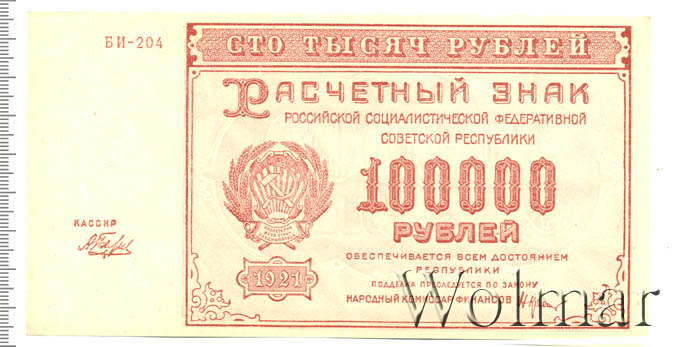 БИ-204
СТО ТЫСЯЧ РУБЛЕЙ
РАСЧЕТНЫЙ ЗНАК
РОССИЙСКОЙ СОЦИАЛИСТИЧЕСКОЙ ФЕДЕРАТИВНОЙ
СОВЕТСКОЙ РЕСПУБЛИКИ
100000
РУБЛЕЙ
ОБЕСПЕЧИВАЕТСЯ ВСЕМ ДОСТОЯНИЕМ
РЕСПУБЛИКИ
ПОДДЕЛКА ПРЕСЛЕДУЕТСЯ ПО ЗАКОНУ
НАРОДНЫЙ КОМИССАР ФИНАНСОВ
КАССИР
1921
Wolmar